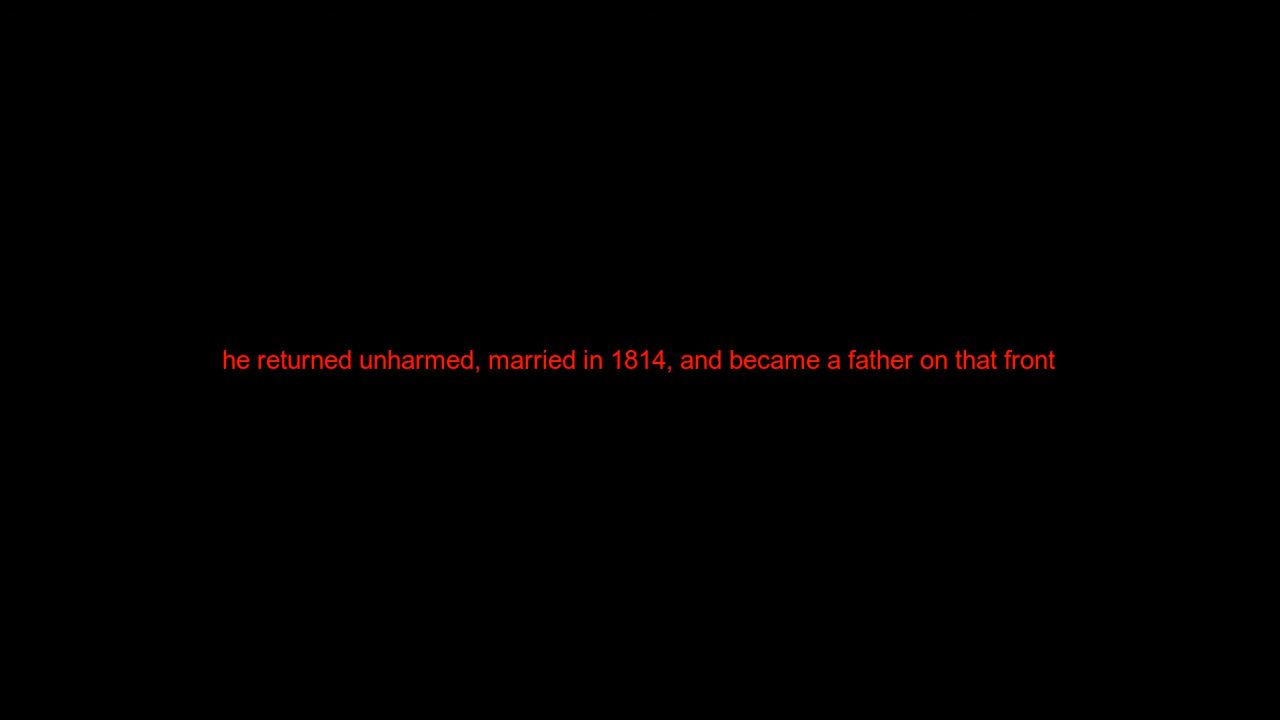 he returned unharmed, married in 1814, and became a father on that front